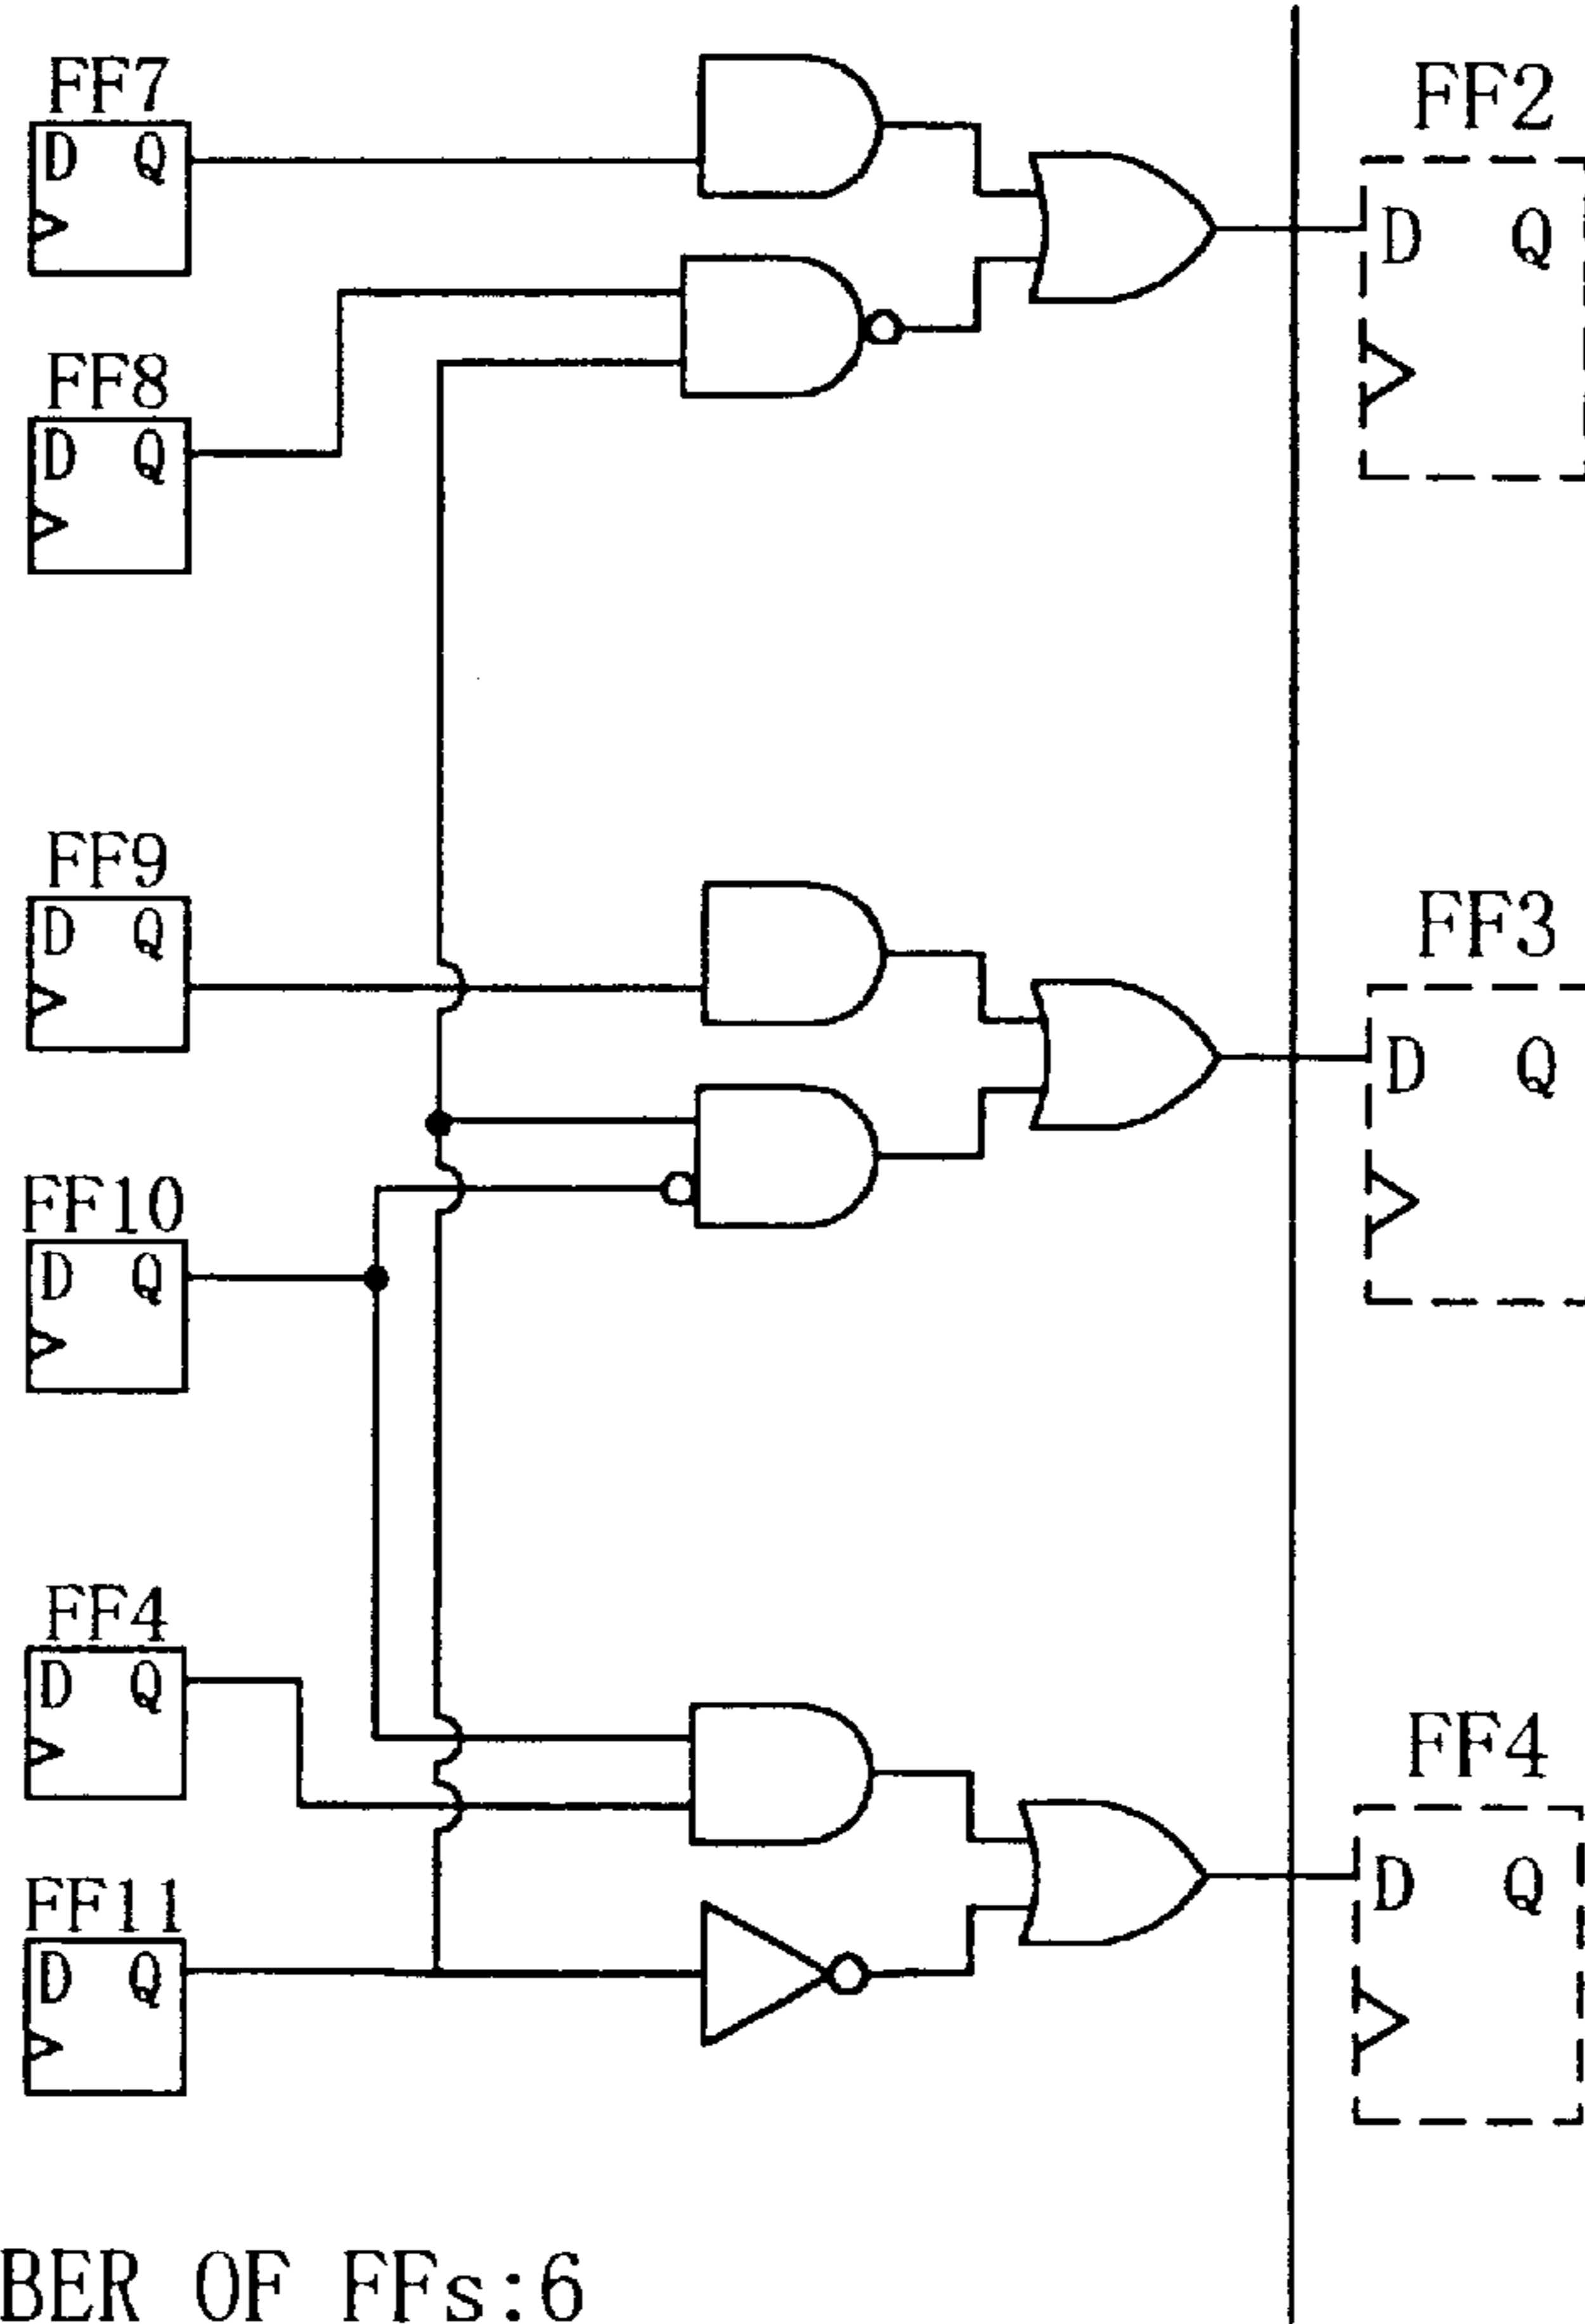 FF7
D Q
FF2
D Q
FF8
D Q
FF9
D Q
FF3
D Q
FF10
D Q
FF4
D Q
FF4
D Q
FF11
D Q
BER OF FFs:6